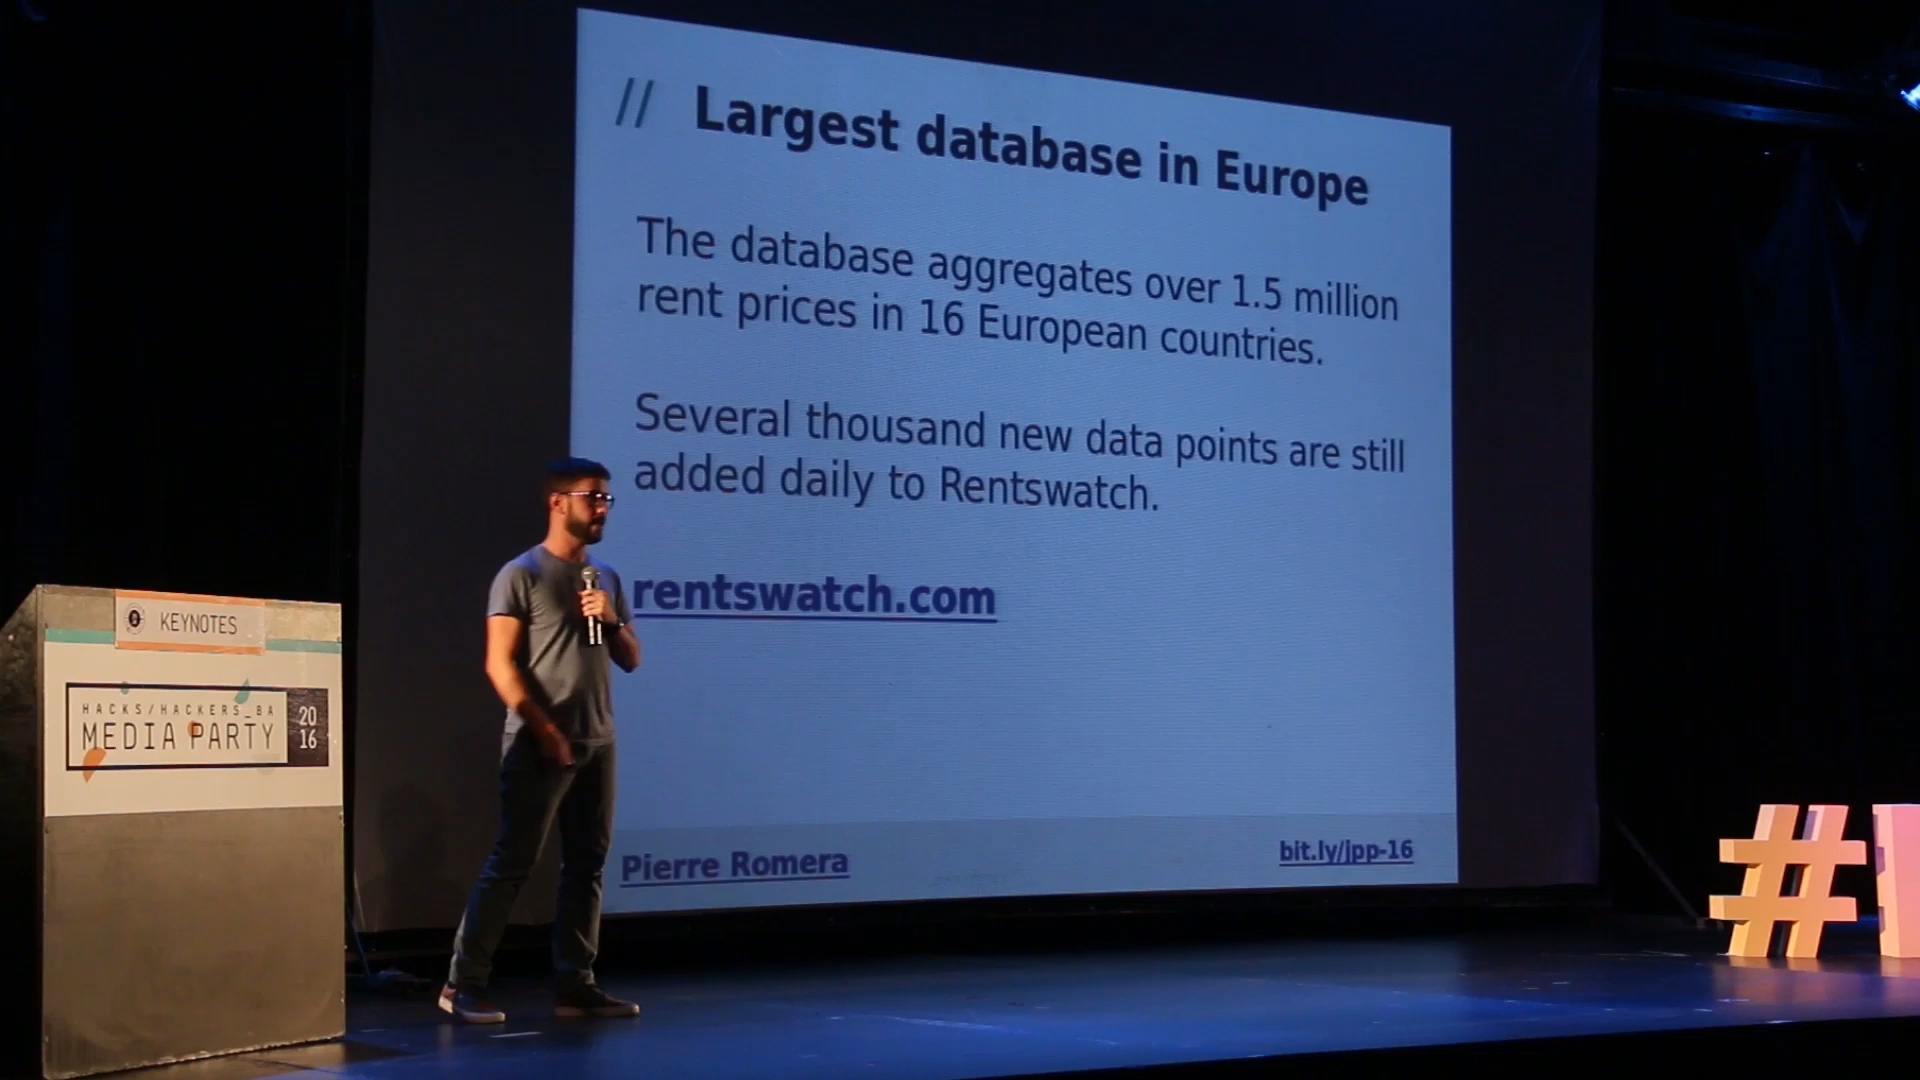 // Largest database in Europe
The database aggregates over 1.5 million
rent prices in 16 European countries.
Several thousand new data points are still
added daily to Rentswatch.
rentswatch.com
Pierre Romera
bit.ly/jpp-16
KEYNOTES
HACKS/HACKERS_BA
MEDIA PARTY
20
16
#